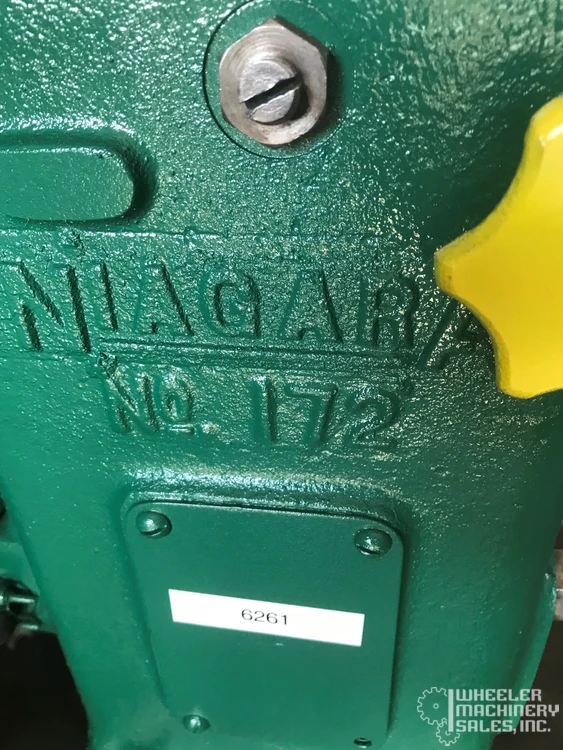 NIAGARA
No. 172
6261
WHEELER
MACHINERY
SALES, INC.